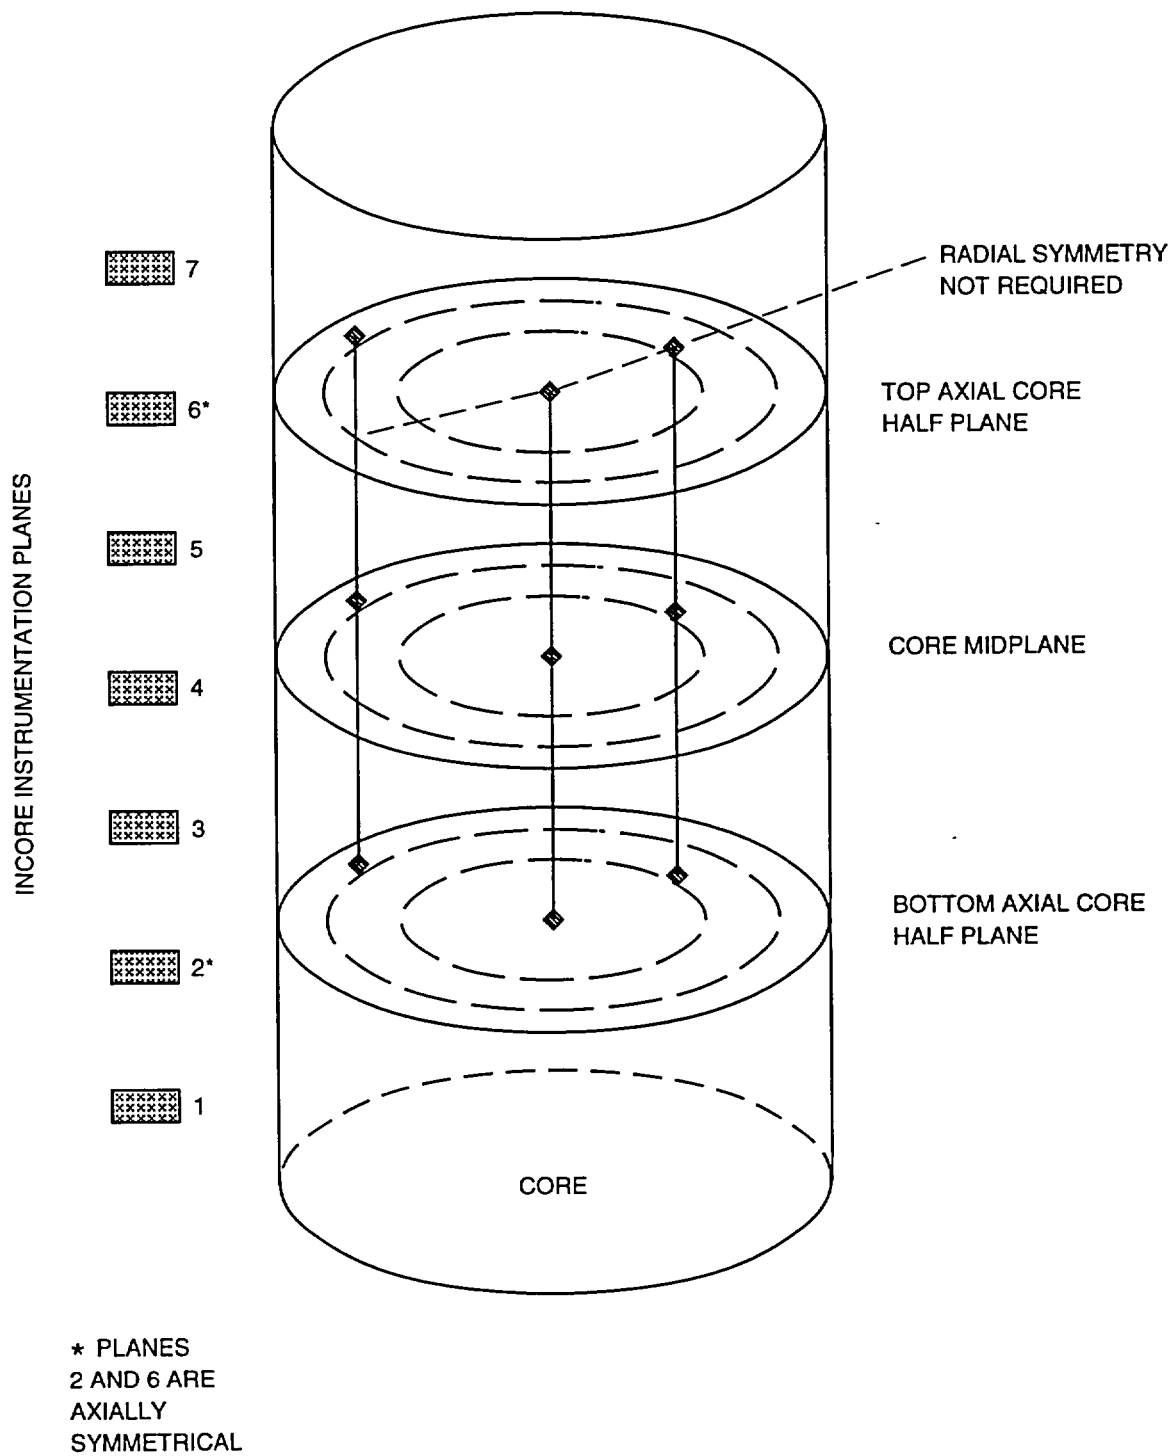 RADIAL SYMMETRY
NOT REQUIRED
7
TOP AXIAL CORE
HALF PLANE
6*
INCORE INSTRUMENTATION PLANES
5
CORE MIDPLANE
4
3
BOTTOM AXIAL CORE
HALF PLANE
2*
1
CORE
* PLANES
2 AND 6 ARE
AXIALLY
SYMMETRICAL